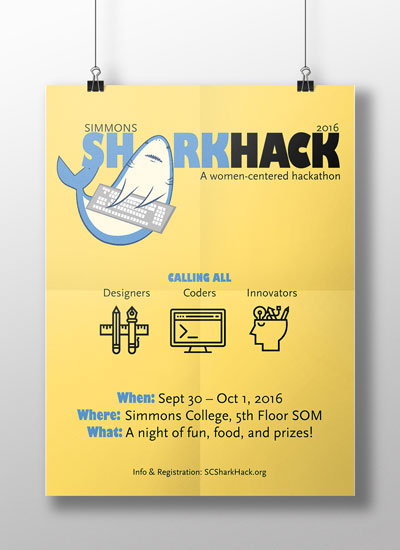 SIMMONS 2016
SHARKHACK
A women-centered hackathon
CALLING ALL
Designers Coders Innovators
When: Sept 30 – Oct 1, 2016
Where: Simmons College, 5th Floor SOM
What: A night of fun, food, and prizes!
Info & Registration: SCSharkHack.org